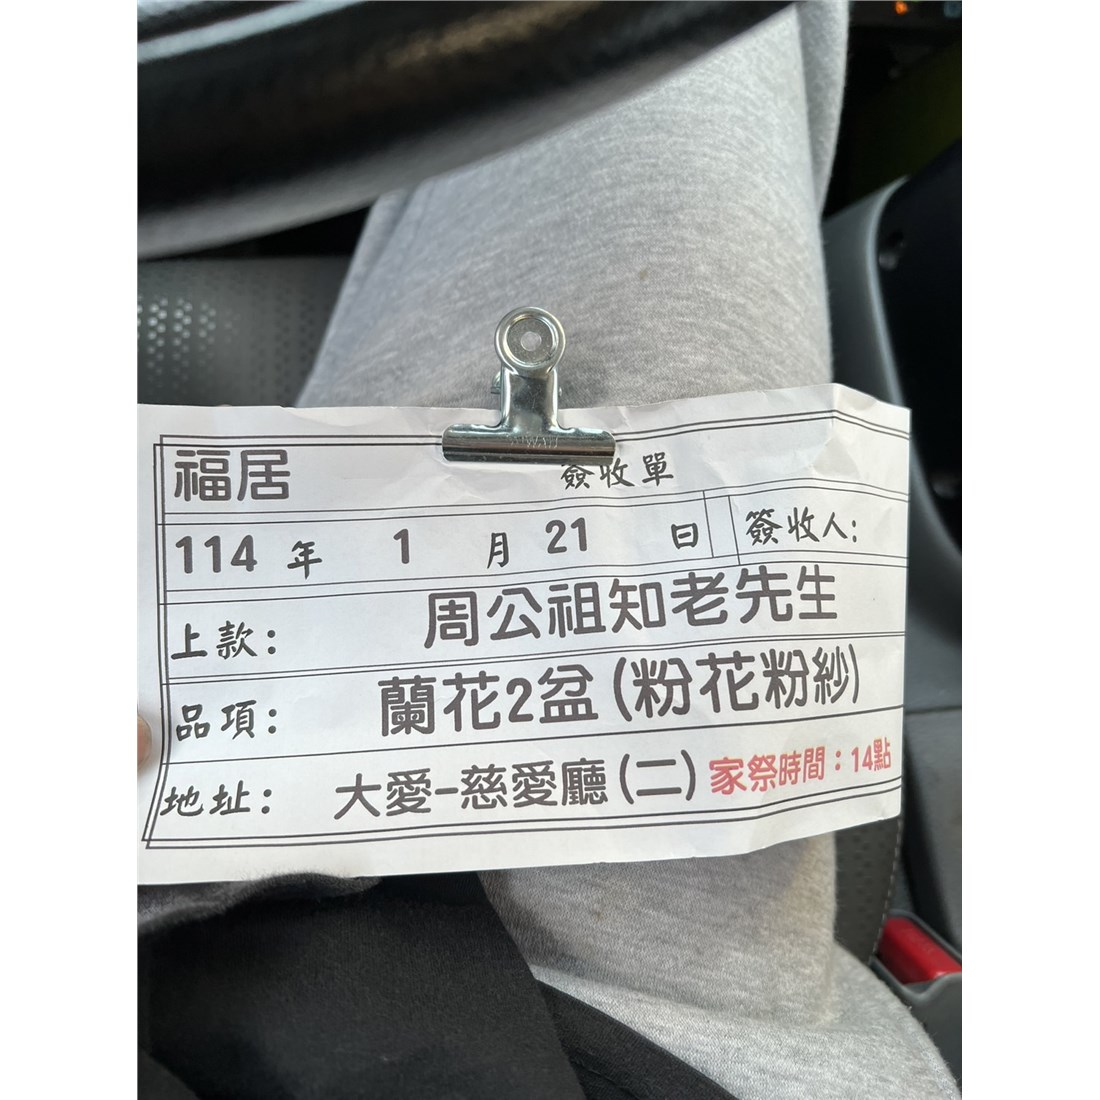 福居 簽收單
114 年 1 月 21 日 簽收人:
上款: 周公祖知老先生
品項: 蘭花2盆(粉花粉紗)
地址: 大愛-慈愛廳(二) 家祭時間：14點